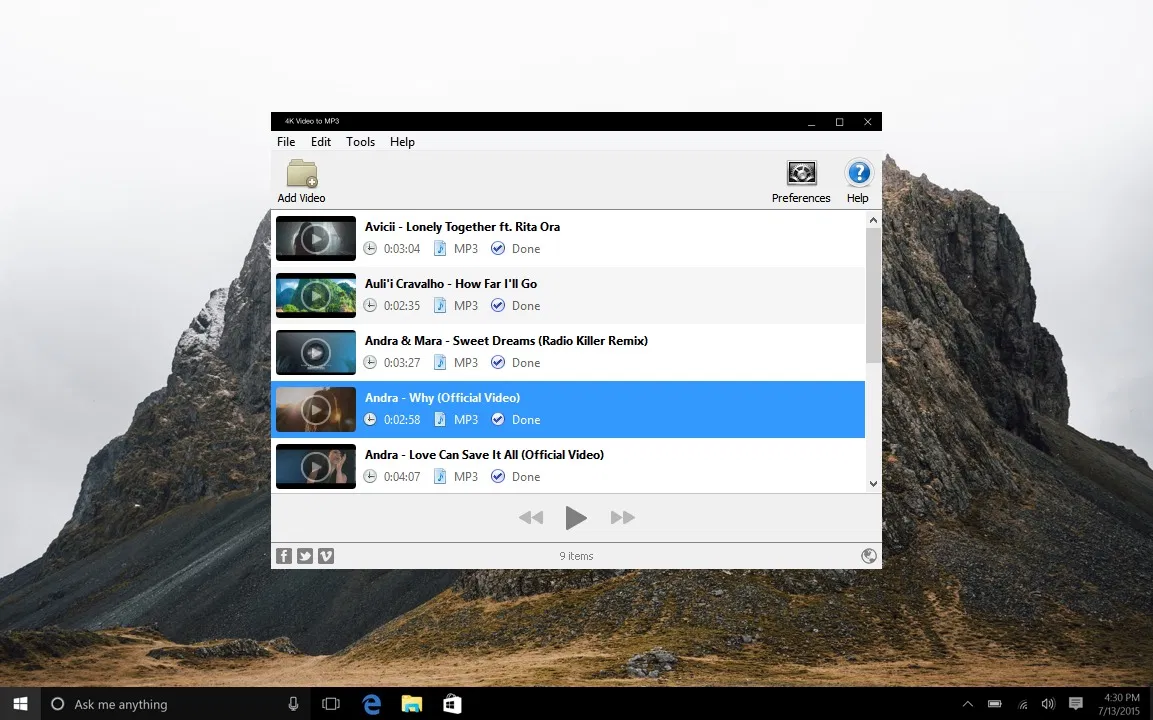 4K Video to MP3
File Edit Tools Help
Add Video
Preferences
Help
Avicii - Lonely Together ft. Rita Ora
0:03:04 MP3 Done
Auli'i Cravalho - How Far I'll Go
0:02:35 MP3 Done
Andra & Mara - Sweet Dreams (Radio Killer Remix)
0:03:27 MP3 Done
Andra - Why (Official Video)
0:02:58 MP3 Done
Andra - Love Can Save It All (Official Video)
0:04:07 MP3 Done
9 items
Ask me anything
4:30 PM
7/13/2015